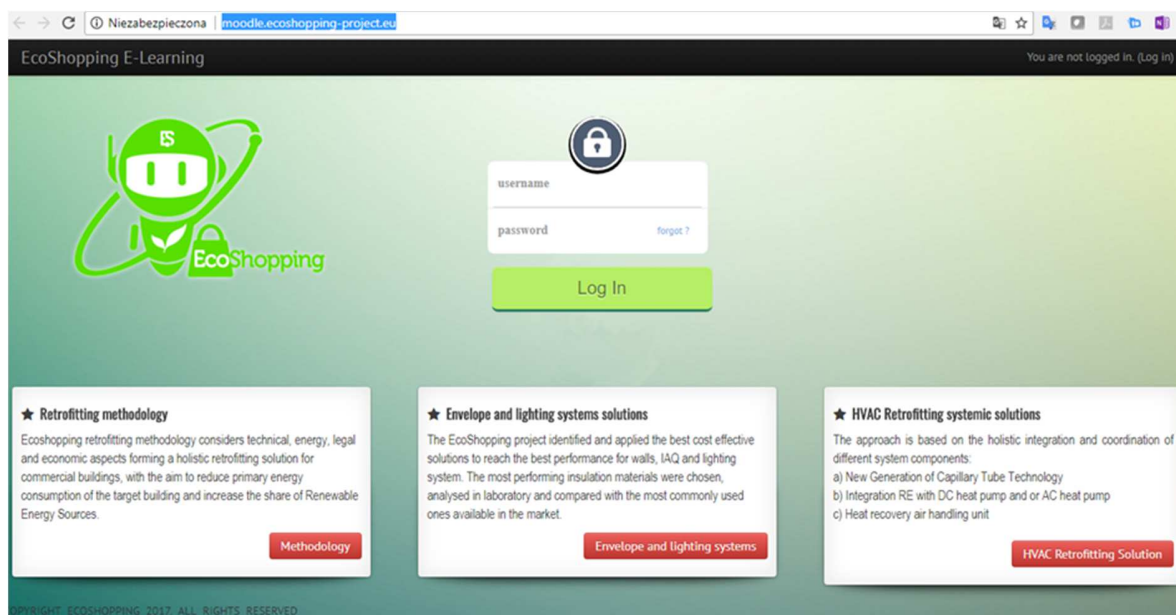 Niezabezpieczona | moodle.ecoshopping-project.eu
EcoShopping E-Learning
You are not logged in. (Log in)
ES
EcoShopping
username
password
forgot ?
Log In
★ Retrofitting methodology
Ecoshopping retrofitting methodology considers technical, energy, legal
and economic aspects forming a holistic retrofitting solution for
commercial buildings, with the aim to reduce primary energy
consumption of the target building and increase the share of Renewable
Energy Sources.
Methodology
★ Envelope and lighting systems solutions
The EcoShopping project identified and applied the best cost effective
solutions to reach the best performance for walls, IAQ and lighting
system. The most performing insulation materials were chosen,
analysed in laboratory and compared with the most commonly used
ones available in the market.
Envelope and lighting systems
★ HVAC Retrofitting systemic solutions
The approach is based on the holistic integration and coordination of
different system components:
a) New Generation of Capillary Tube Technology
b) Integration RE with DC heat pump and or AC heat pump
c) Heat recovery air handling unit
HVAC Retrofitting Solution
OPYRIGHT ECOSHOPPING 2017. ALL RIGHTS RESERVED